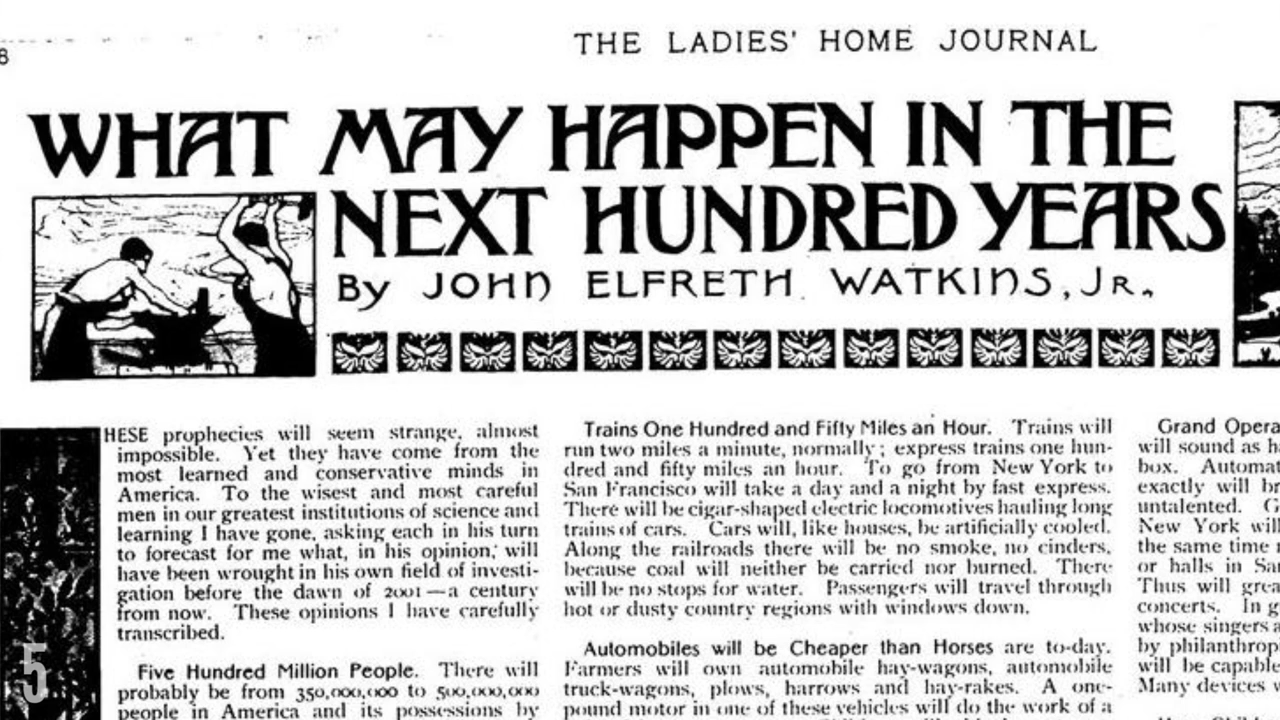 8
THE LADIES' HOME JOURNAL
WHAT MAY HAPPEN IN THE
NEXT HUNDRED YEARS
By JOHN ELFRETH WATKINS, JR.
HESE prophecies will seem strange, almost
impossible. Yet they have come from the
most learned and conservative minds in
America. To the wisest and most careful
men in our greatest institutions of science and
learning I have gone, asking each in his turn
to forecast for me what, in his opinion, will
have been wrought in his own field of investi-
gation before the dawn of 2001—a century
from now. These opinions I have carefully
transcribed.
Five Hundred Million People. There will
probably be from 350,000,000 to 500,000,000
people in America and its possessions by
Trains One Hundred and Fifty Miles an Hour. Trains will
run two miles a minute, normally; express trains one hun-
dred and fifty miles an hour. To go from New York to
San Francisco will take a day and a night by fast express.
There will be cigar-shaped electric locomotives hauling long
trains of cars. Cars will, like houses, be artificially cooled.
Along the railroads there will be no smoke, no cinders,
because coal will neither be carried nor burned. There
will be no stops for water. Passengers will travel through
hot or dusty country regions with windows down.
Automobiles will be Cheaper than Horses are to-day.
Farmers will own automobile hay-wagons, automobile
truck-wagons, plows, harrows and hay-rakes. A one-
pound motor in one of these vehicles will do the work of a
Grand Opera
will sound as
box. Automat
exactly will
untalented.
New York will
the same time
or halls in
Thus will
concerts. In
whose singers
by
will be
Many devices
5